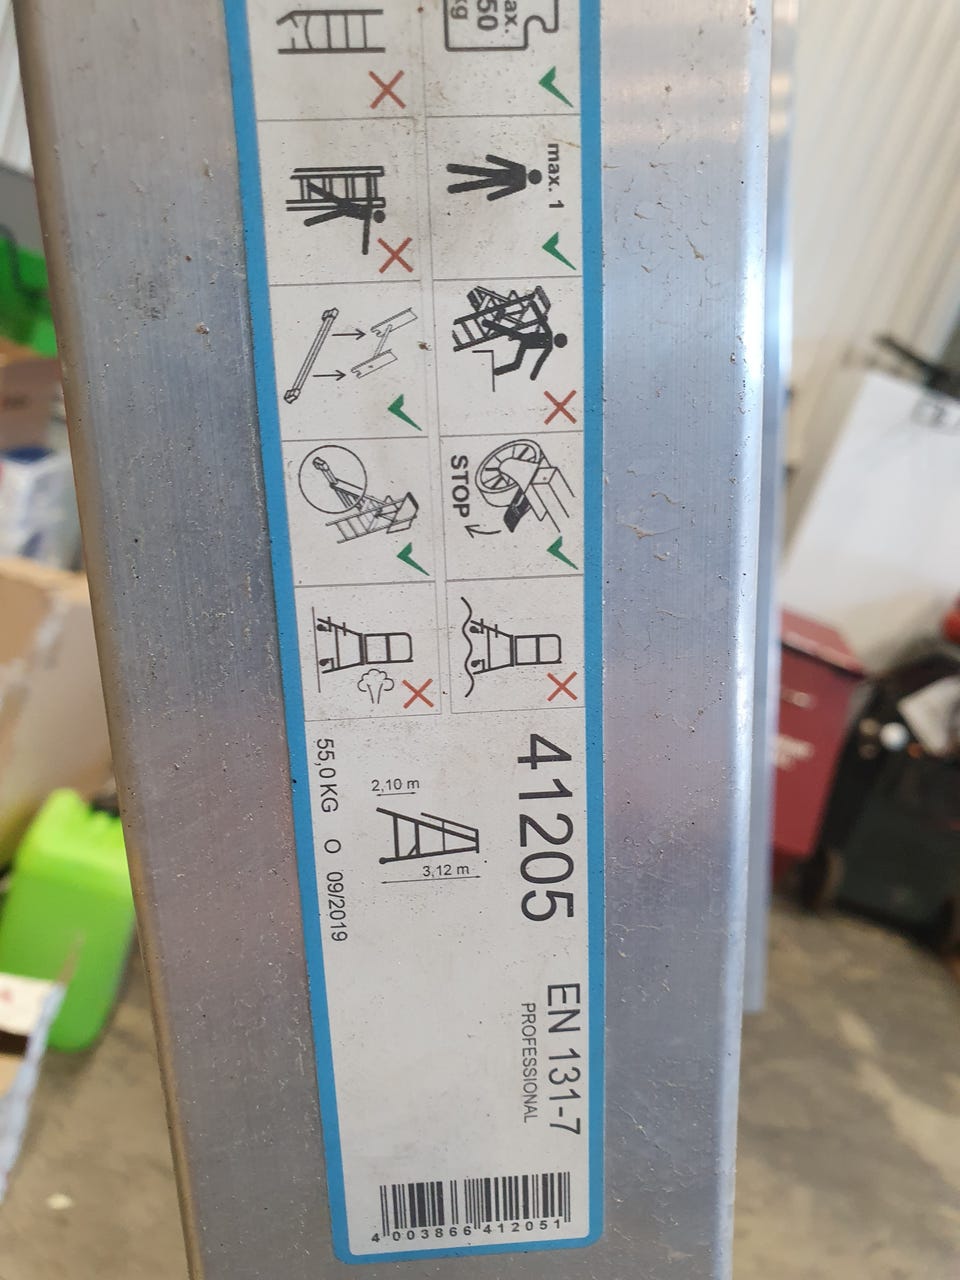 max.
50
kg
max. 1
STOP
41205
EN 131-7
PROFESSIONAL
2,10 m
3,12 m
55,0 KG O 09/2019
4 003866 412051